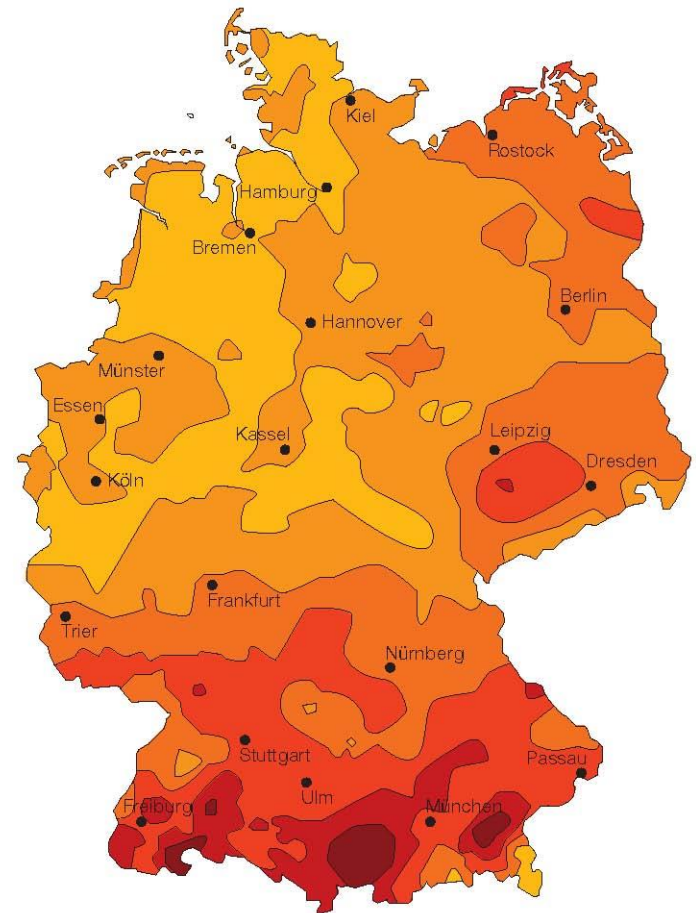 Kiel
Rostock
Hamburg
Bremen
Berlin
Hannover
Münster
Essen
Kassel
Leipzig
Dresden
Köln
Frankfurt
Trier
Nürnberg
Stuttgart
Passau
Ulm
Freiburg
München